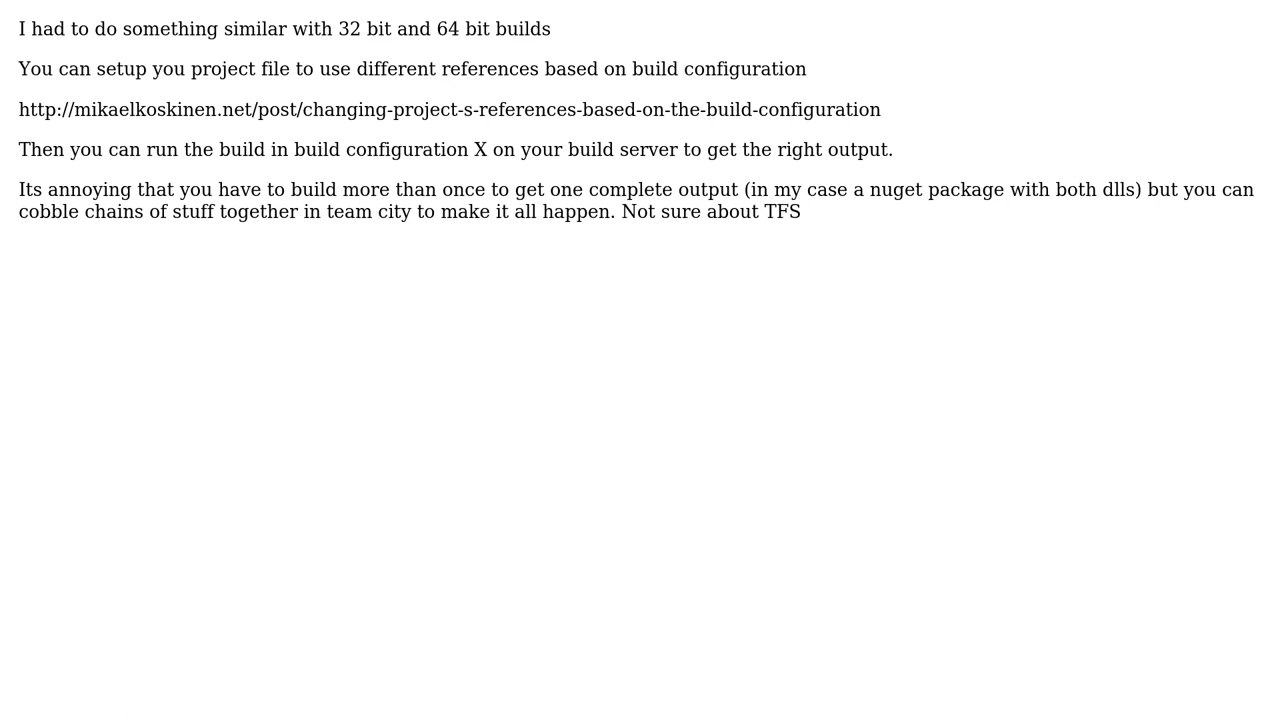 I had to do something similar with 32 bit and 64 bit builds
You can setup you project file to use different references based on build configuration
http://mikaelkoskinen.net/post/changing-project-s-references-based-on-the-build-configuration
Then you can run the build in build configuration X on your build server to get the right output.
Its annoying that you have to build more than once to get one complete output (in my case a nuget package with both dlls) but you can
cobble chains of stuff together in team city to make it all happen. Not sure about TFS